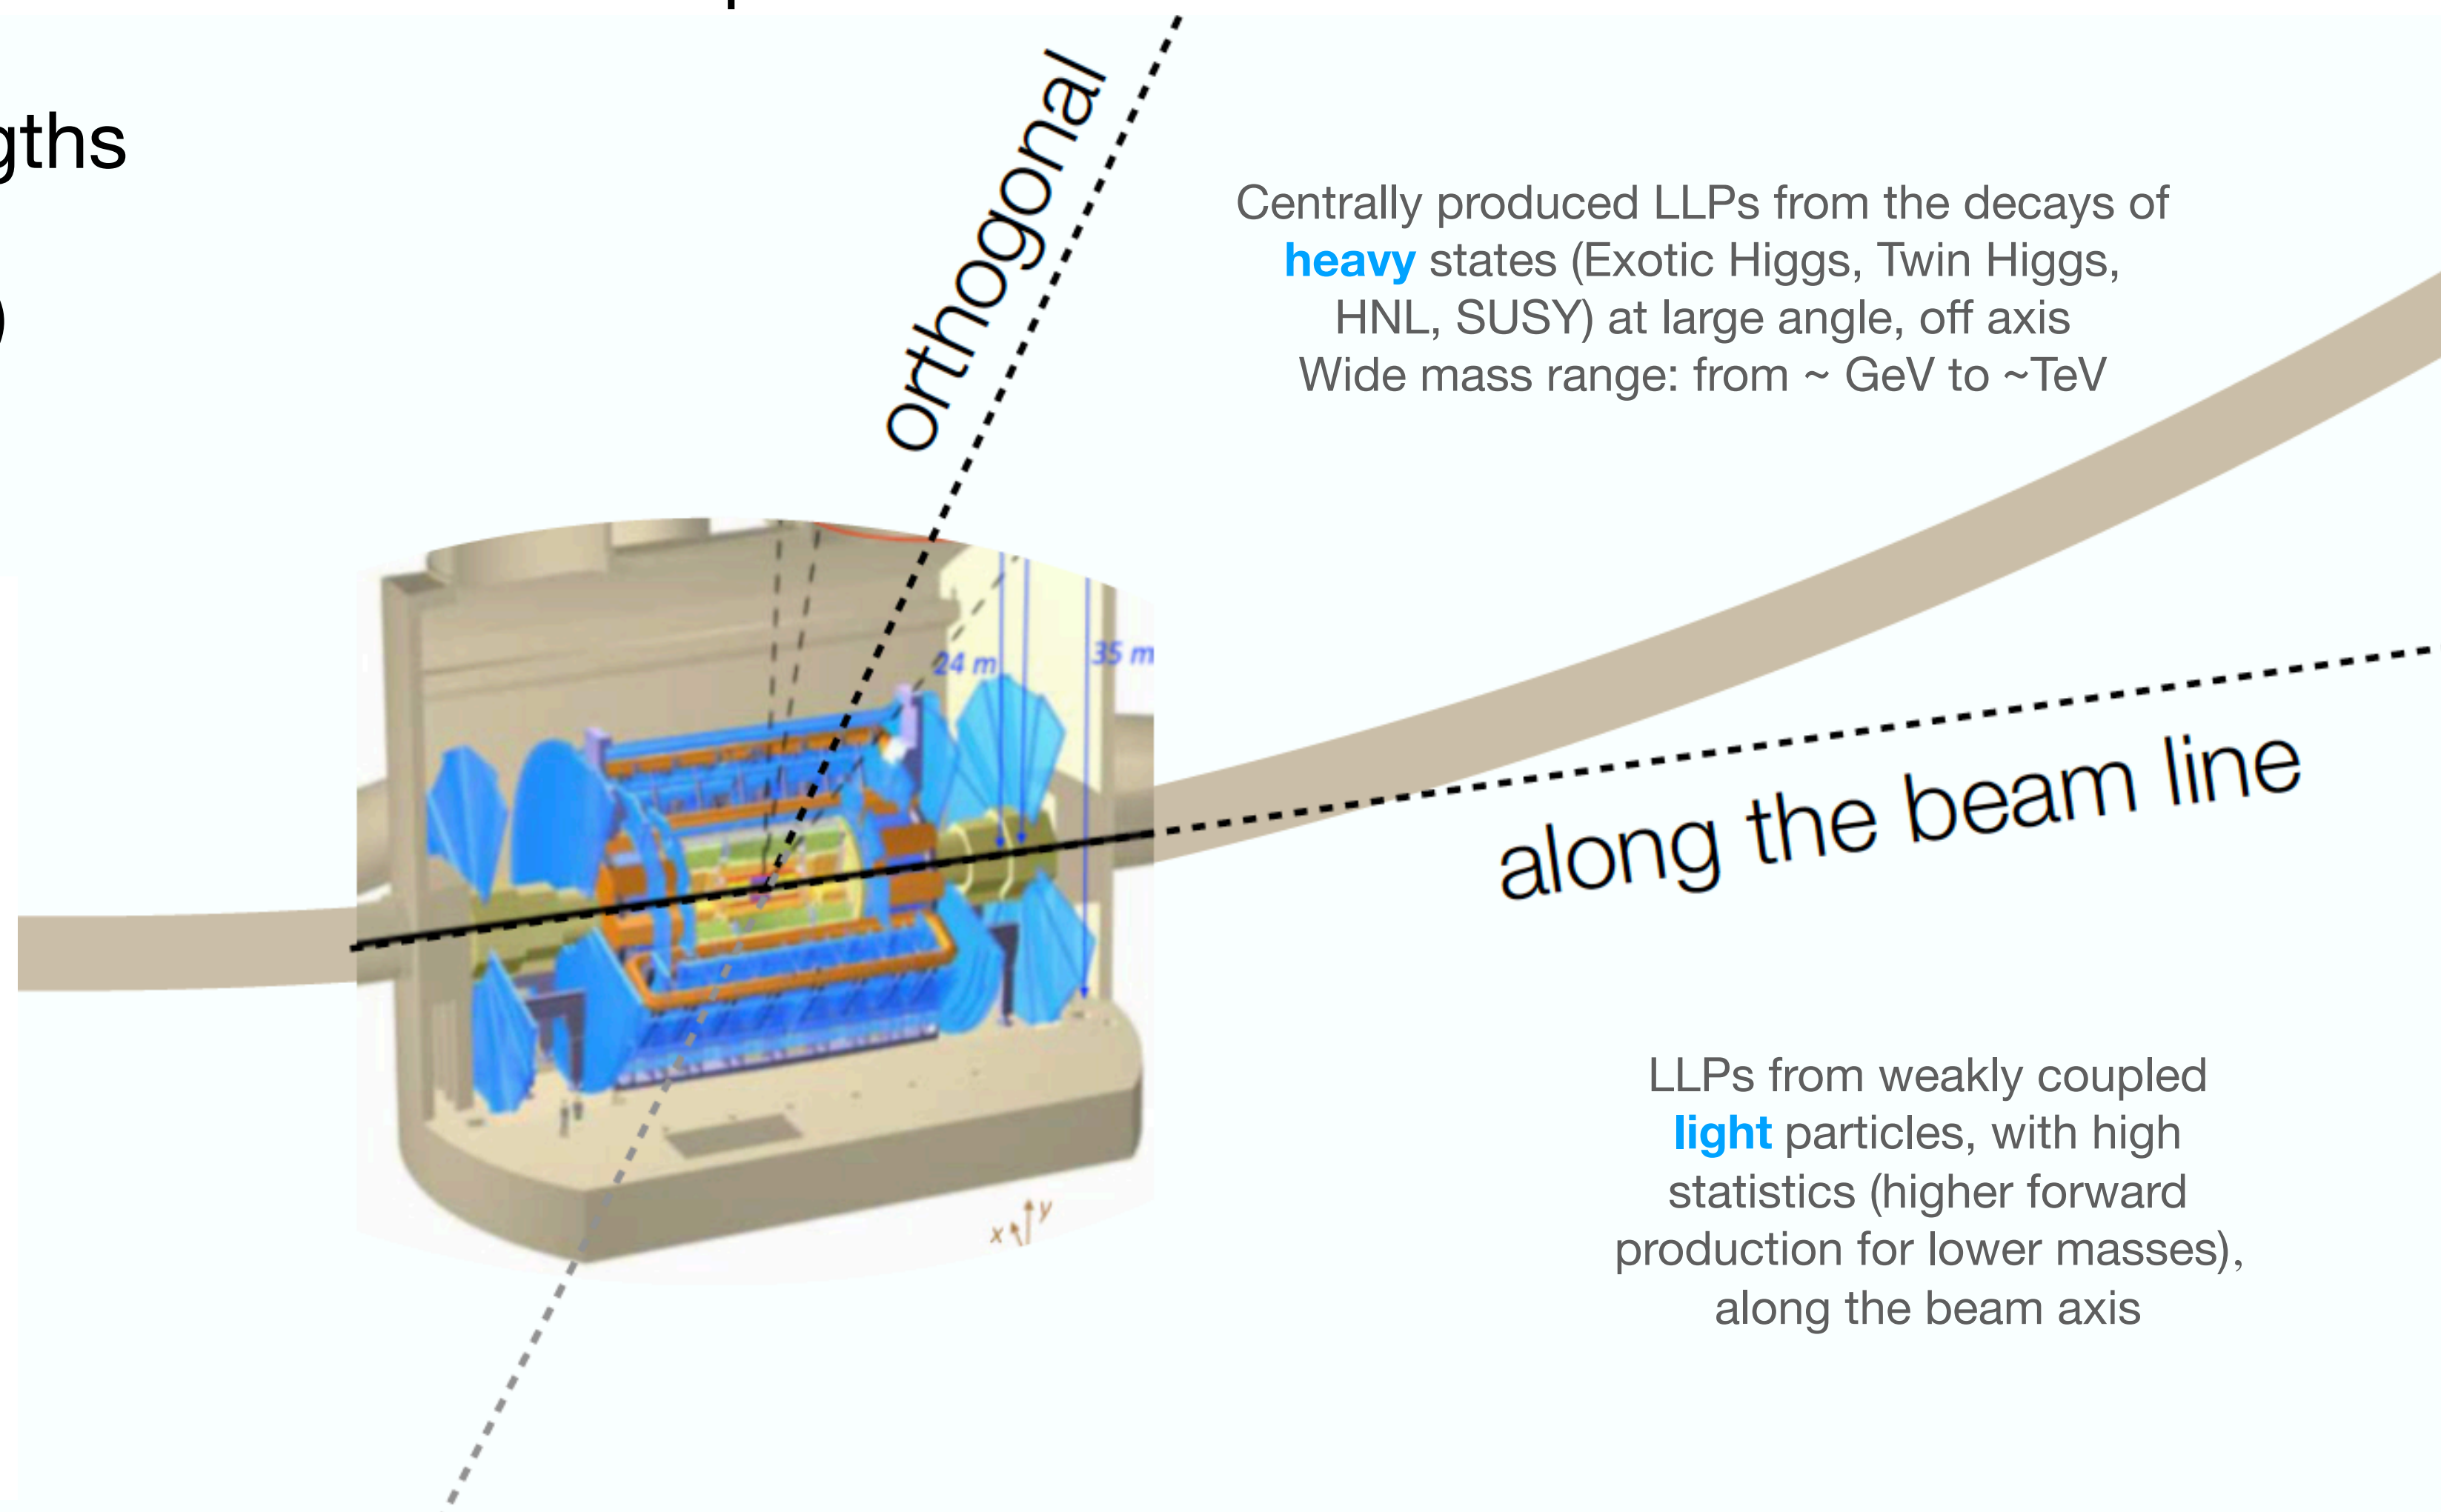 gths
)
orthogonal
Centrally produced LLPs from the decays of
heavy states (Exotic Higgs, Twin Higgs,
HNL, SUSY) at large angle, off axis
Wide mass range: from ~ GeV to ~TeV
24 m
35 m
along the beam line
LLPs from weakly coupled
light particles, with high
statistics (higher forward
production for lower masses),
along the beam axis
x y